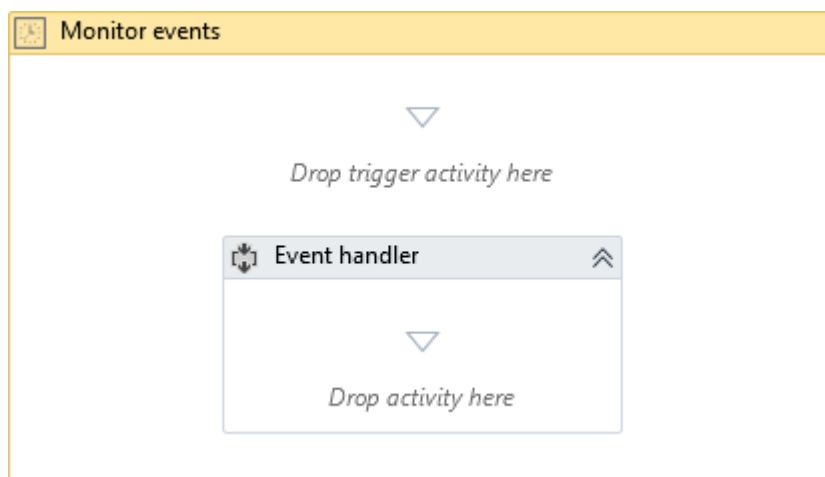 Monitor events
Drop trigger activity here
Event handler
Drop activity here